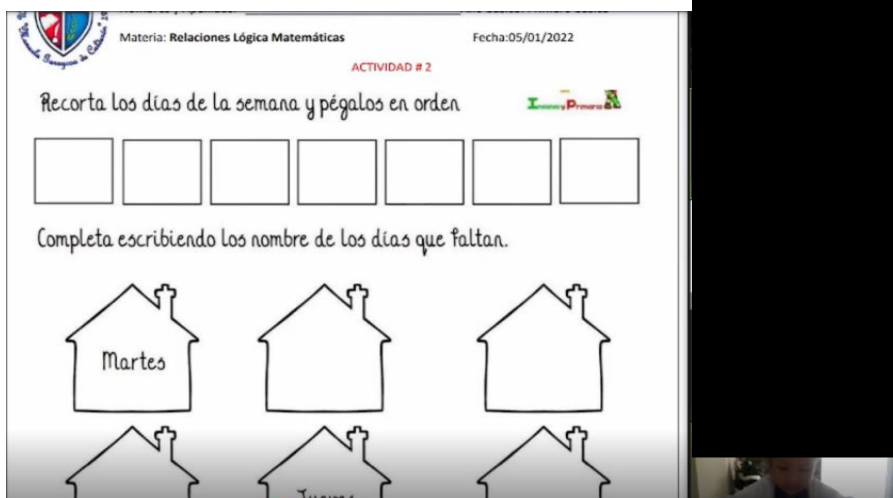 Materia: Relaciones Lógica Matemáticas Fecha:05/01/2022
ACTIVIDAD # 2
Recorta los días de la semana y pégalos en orden
Completa escribiendo los nombre de los días que faltan.
Martes